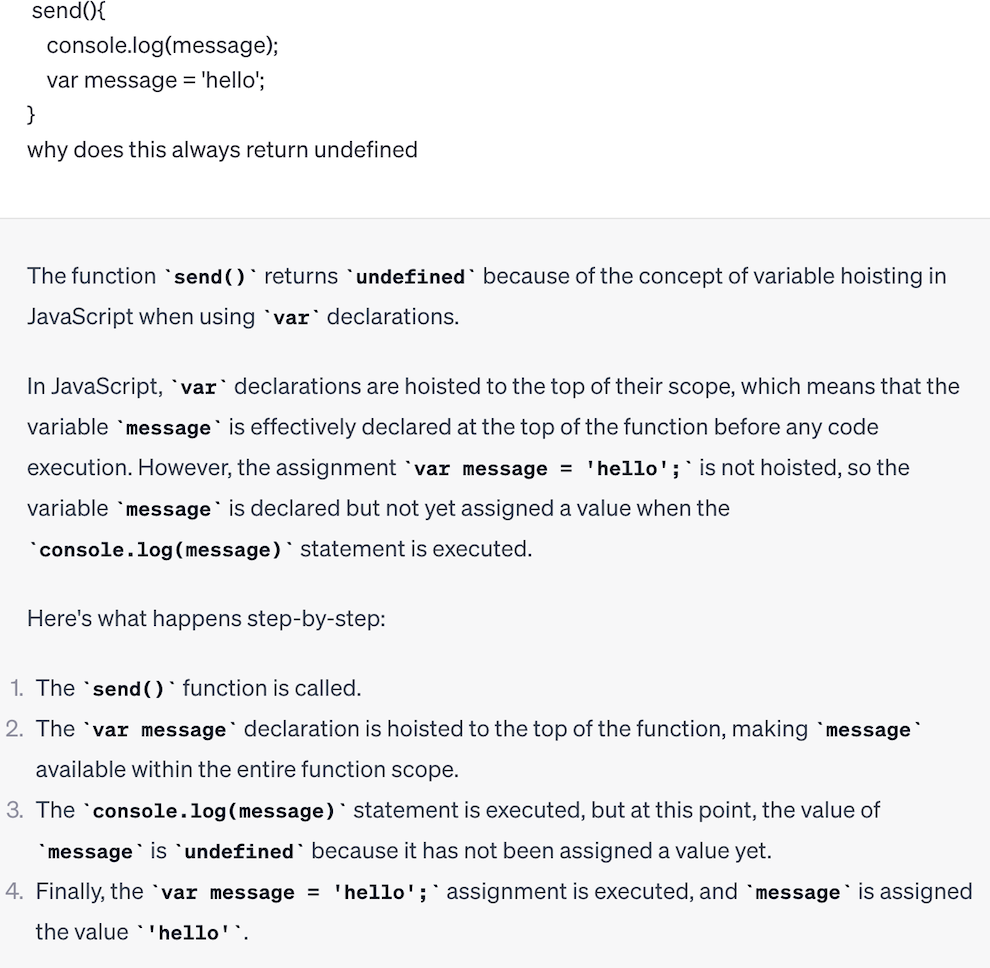 send(){
console.log(message);
var message = 'hello';
}
why does this always return undefined
The function `send()` returns `undefined` because of the concept of variable hoisting in
JavaScript when using `var` declarations.
In JavaScript, `var` declarations are hoisted to the top of their scope, which means that the
variable `message` is effectively declared at the top of the function before any code
execution. However, the assignment `var message = 'hello';` is not hoisted, so the
variable `message` is declared but not yet assigned a value when the
`console.log(message)` statement is executed.
Here's what happens step-by-step:
1. The `send()` function is called.
2. The `var message` declaration is hoisted to the top of the function, making `message`
available within the entire function scope.
3. The `console.log(message)` statement is executed, but at this point, the value of
`message` is `undefined` because it has not been assigned a value yet.
4. Finally, the `var message = 'hello';` assignment is executed, and `message` is assigned
the value `'hello'`.